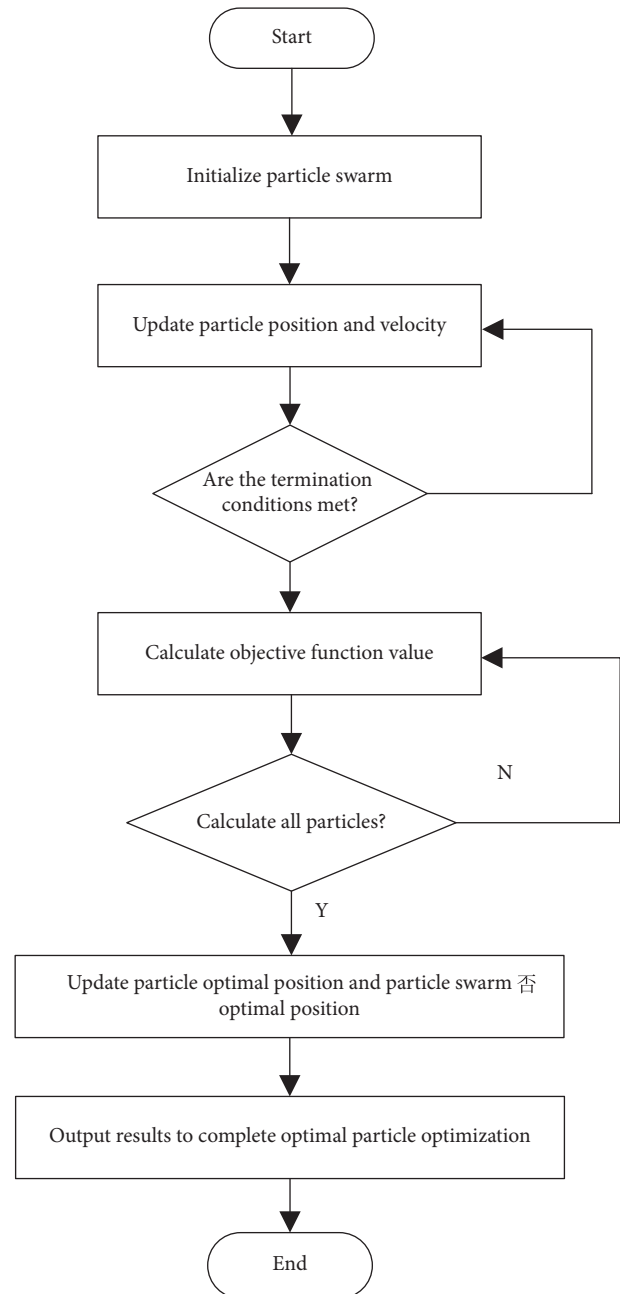 Start
Initialize particle swarm
Update particle position and velocity
Are the termination
conditions met?
Calculate objective function value
N
Calculate all particles?
Y
Update particle optimal position and particle swarm 否
optimal position
Output results to complete optimal particle optimization
End